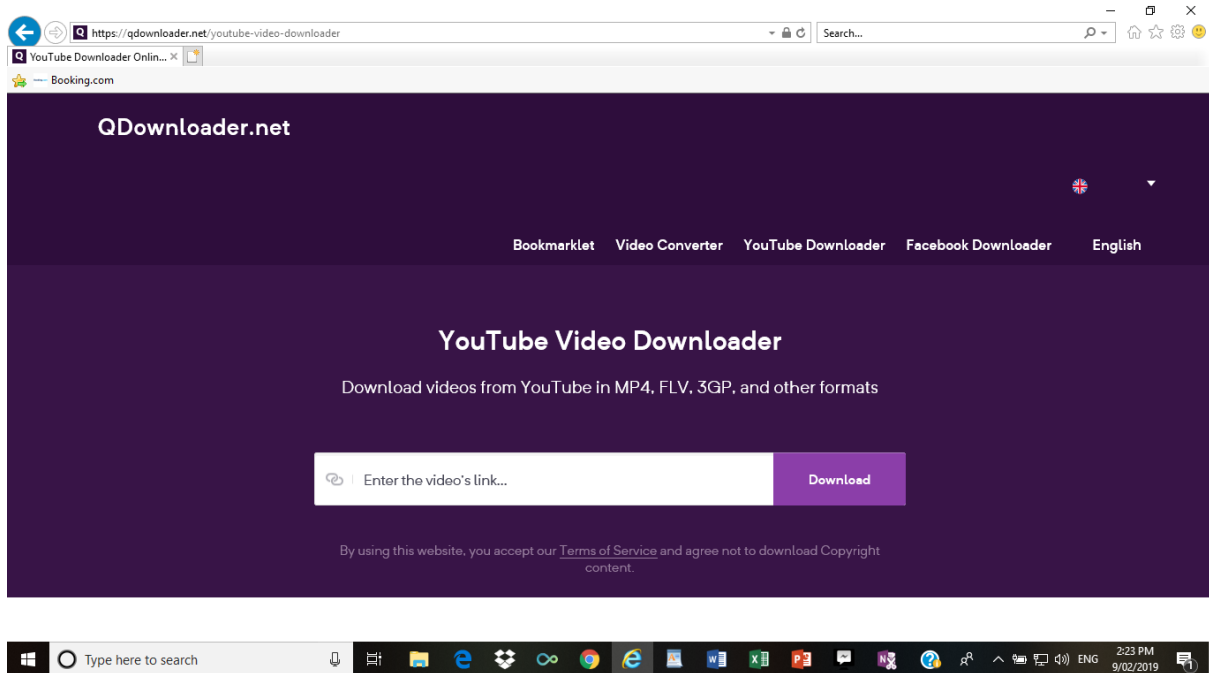 https://qdownloader.net/youtube-video-downloader
Search...
YouTube Downloader Onlin...
Booking.com
QDownloader.net
Bookmarklet Video Converter YouTube Downloader Facebook Downloader English
YouTube Video Downloader
Download videos from YouTube in MP4, FLV, 3GP, and other formats
Enter the video's link...
Download
By using this website, you accept our Terms of Service and agree not to download Copyright
content.
Type here to search
ENG
2:23 PM
9/02/2019